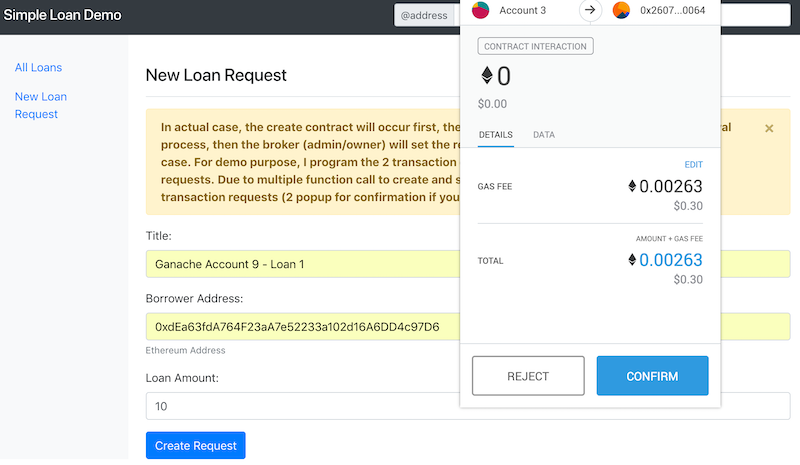 Simple Loan Demo
@address
All Loans
New Loan
Request
New Loan Request
In actual case, the create contract will occur first, the
al
process, then the broker (admin/owner) will set the
case. For demo purpose, I program the 2 transaction
requests. Due to multiple function call to create and
transaction requests (2 popup for confirmation if you
×
Title:
Ganache Account 9 - Loan 1
Borrower Address:
0xdEa63fdA764F23aA7e52233a102d16A6DD4c97D6
Ethereum Address
Loan Amount:
10
Create Request
Account 3
0x2607...0064
CONTRACT INTERACTION
0
$0.00
DETAILS
DATA
EDIT
GAS FEE
0.00263
$0.30
AMOUNT + GAS FEE
TOTAL
0.00263
$0.30
REJECT
CONFIRM